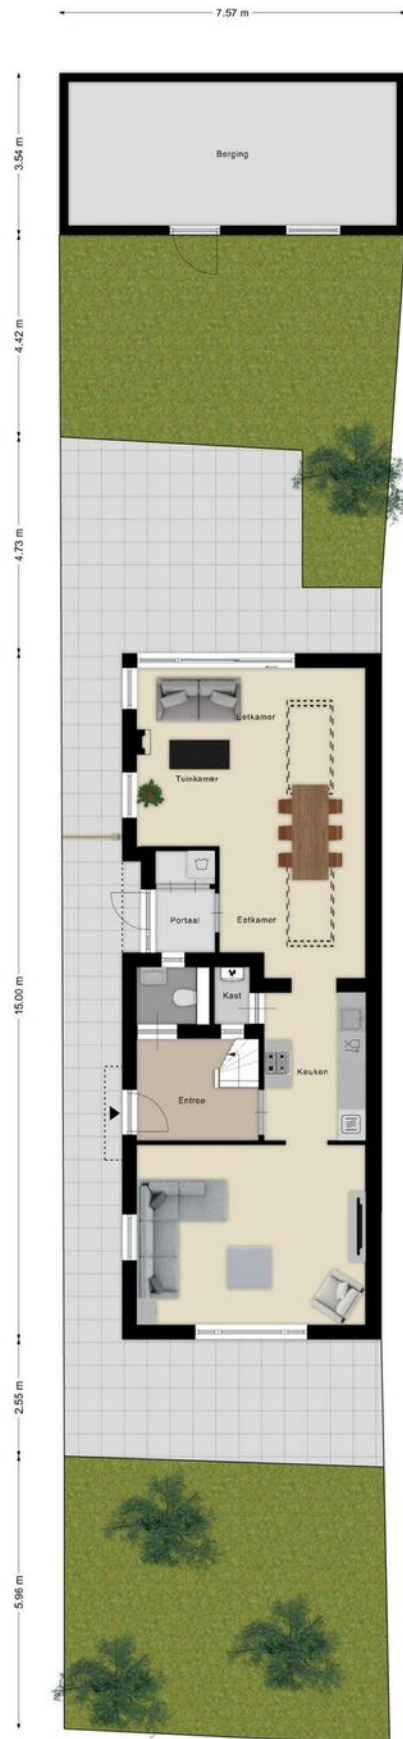 7.57 m
3.54 m
Berging
4.42 m
4.73 m
Eetkamer
Tuinkamer
Portaal
Eetkamer
15.00 m
Kast
Keuken
Entree
2.55 m
5.96 m